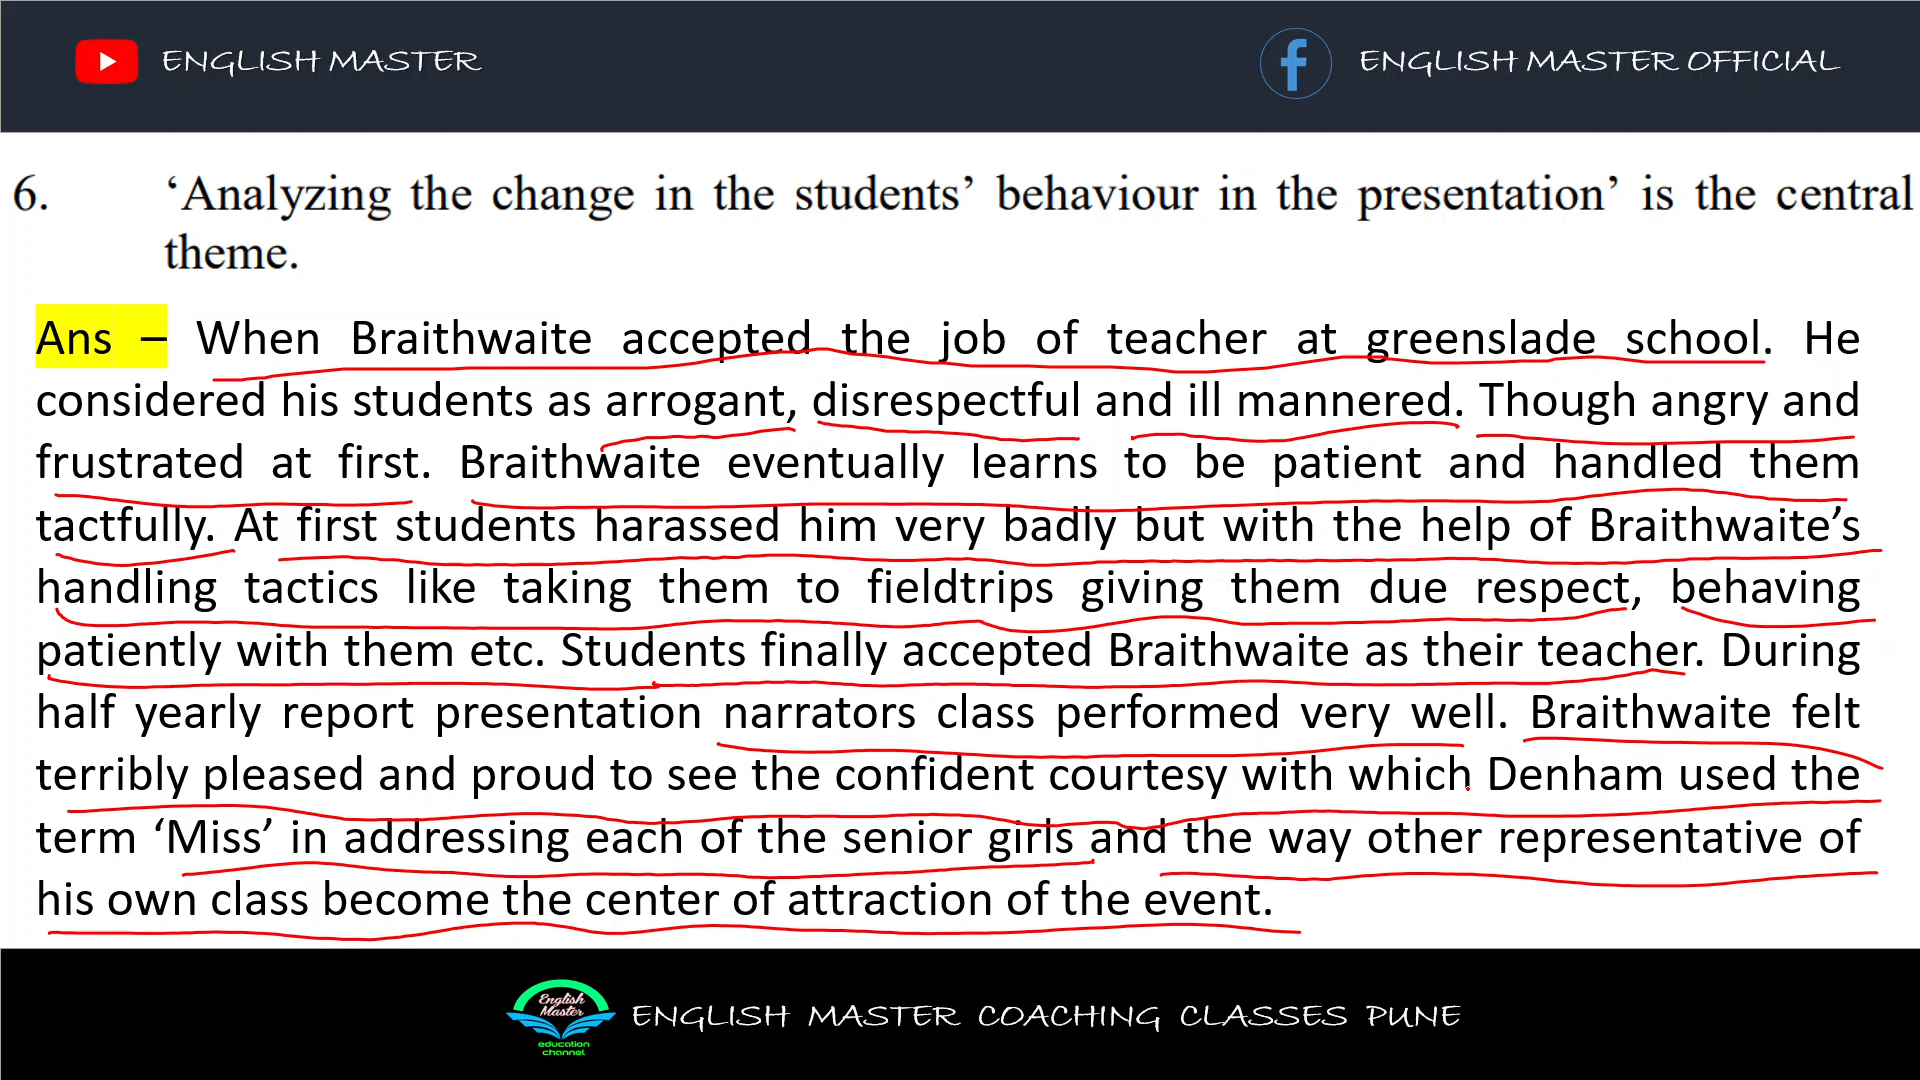 ENGLISH MASTER
ENGLISH MASTER OFFICIAL
6. ‘Analyzing the change in the students’ behaviour in the presentation’ is the central
theme.
Ans – When Braithwaite accepted the job of teacher at greenslade school. He
considered his students as arrogant, disrespectful and ill mannered. Though angry and
frustrated at first. Braithwaite eventually learns to be patient and handled them
tactfully. At first students harassed him very badly but with the help of Braithwaite’s
handling tactics like taking them to fieldtrips giving them due respect, behaving
patiently with them etc. Students finally accepted Braithwaite as their teacher. During
half yearly report presentation narrators class performed very well. Braithwaite felt
terribly pleased and proud to see the confident courtesy with which Denham used the
term ‘Miss’ in addressing each of the senior girls and the way other representative of
his own class become the center of attraction of the event.
English
Master
education
channel
ENGLISH MASTER COACHING CLASSES PUNE